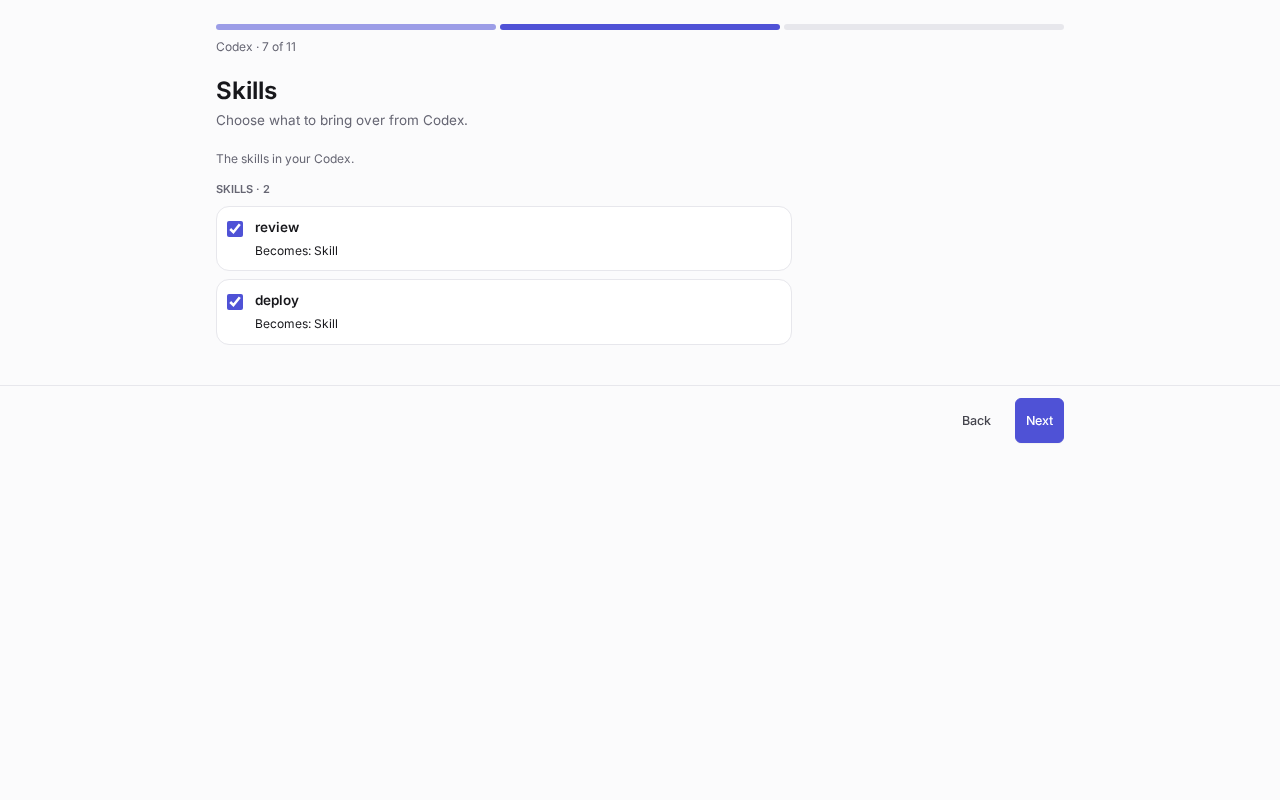 Codex · 7 of 11
Skills
Choose what to bring over from Codex.
The skills in your Codex.
SKILLS · 2
review
Becomes: Skill
deploy
Becomes: Skill
Back
Next